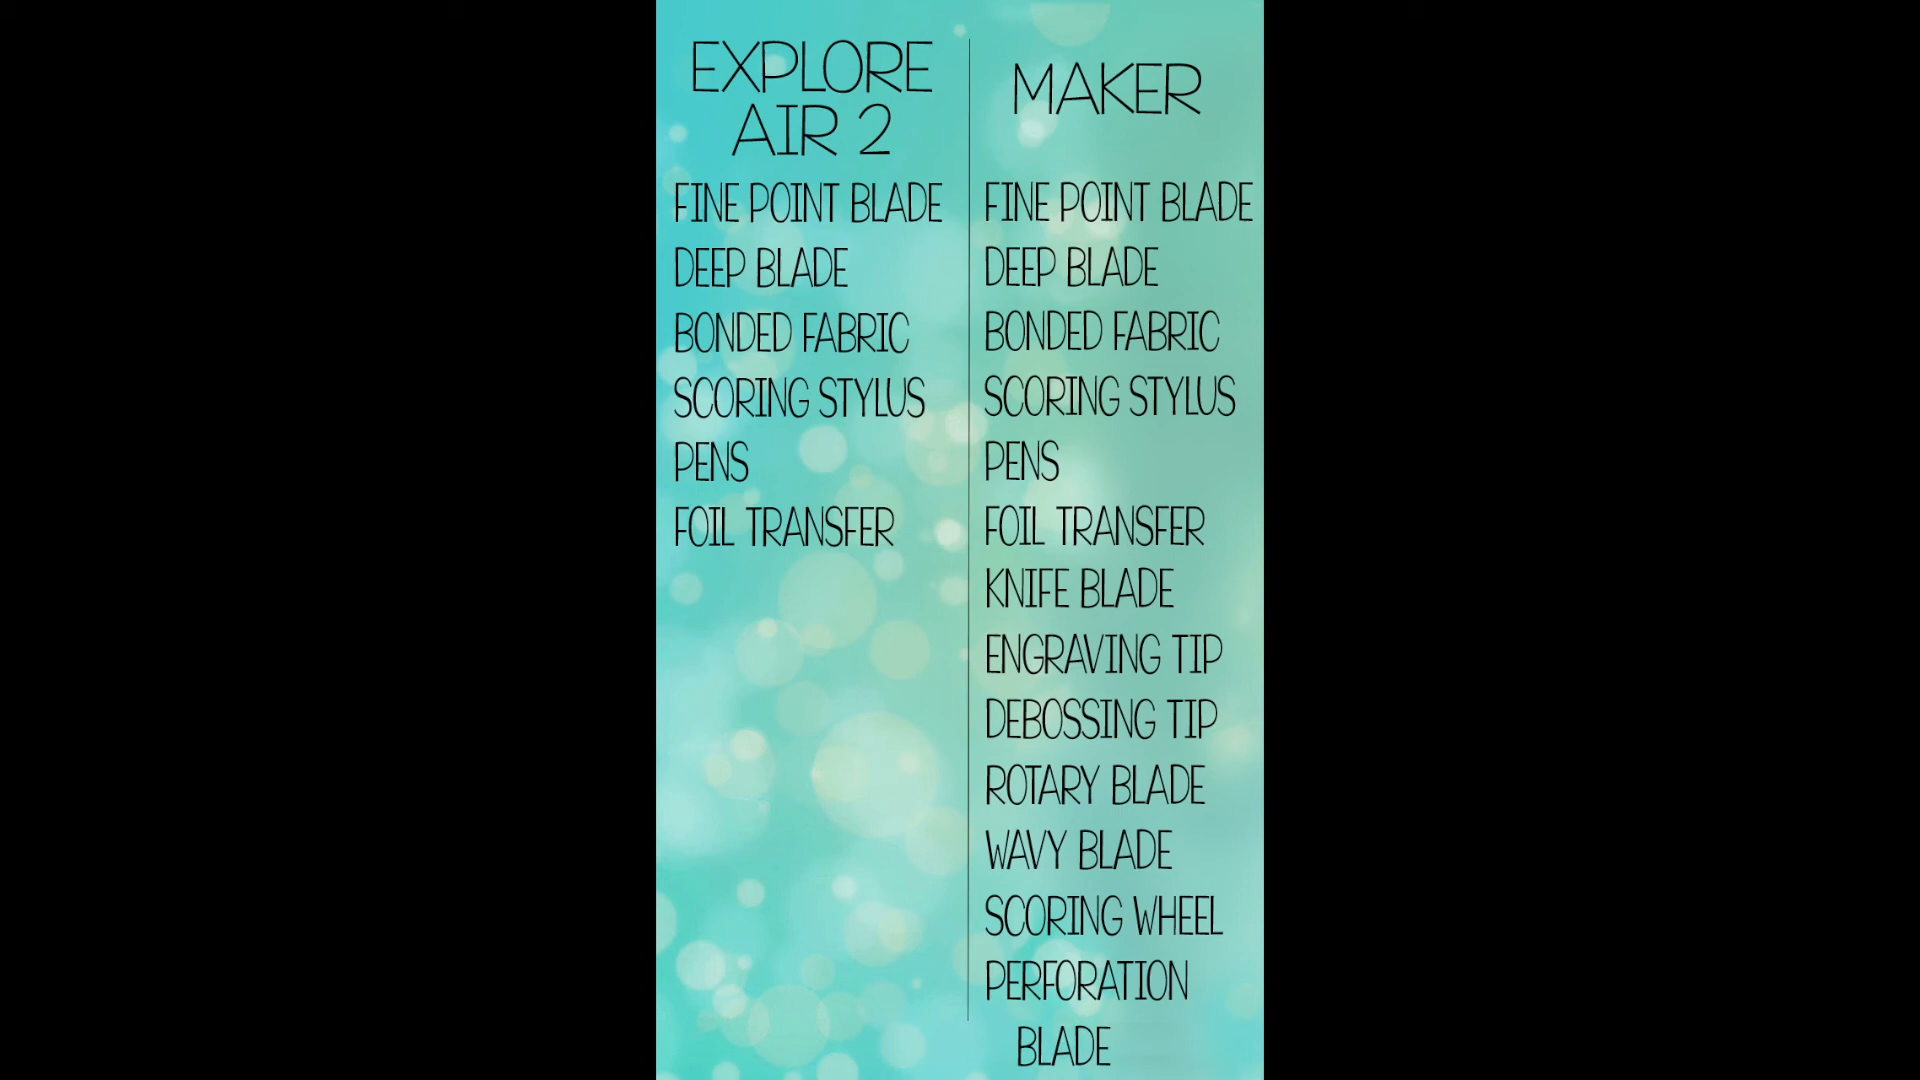 EXPLORE
AIR 2
FINE POINT BLADE
DEEP BLADE
BONDED FABRIC
SCORING STYLUS
PENS
FOIL TRANSFER
MAKER
FINE POINT BLADE
DEEP BLADE
BONDED FABRIC
SCORING STYLUS
PENS
FOIL TRANSFER
KNIFE BLADE
ENGRAVING TIP
DEBOSSING TIP
ROTARY BLADE
WAVY BLADE
SCORING WHEEL
PERFORATION
BLADE